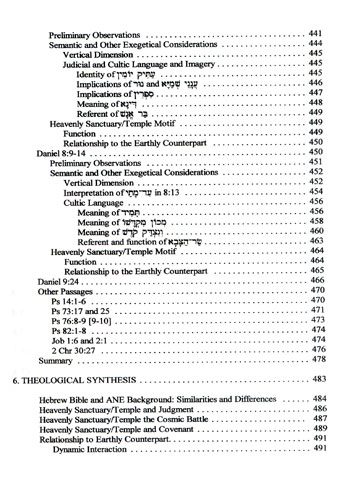 Preliminary Observations . . . . . . . . . . . . . . . . . . . . . . . . 441
Semantic and Other Exegetical Considerations . . . . . . . . . . 444
Vertical Dimension . . . . . . . . . . . . . . . . . . . . . . . . 445
Judicial and Cultic Language and Imagery . . . . . . . . . . . . 445
Identity of עַתִּיק יוֹמִין . . . . . . . . . . . . . . . . . . . . 445
Implications of נוּר and עֲנָנֵי שְׁמַיָּא . . . . . . . . . . . . 446
Implications of סִפְרִין . . . . . . . . . . . . . . . . . . . . . . 447
Meaning of דִּינָא . . . . . . . . . . . . . . . . . . . . . . . . 448
Referent of בַּר אֱנָשׁ . . . . . . . . . . . . . . . . . . . . . . 449
Heavenly Sanctuary/Temple Motif . . . . . . . . . . . . . . . . 449
Function . . . . . . . . . . . . . . . . . . . . . . . . . . . . . . 449
Relationship to the Earthly Counterpart . . . . . . . . . . . . 450
Daniel 8:9-14 . . . . . . . . . . . . . . . . . . . . . . . . . . . . 450
Preliminary Observations . . . . . . . . . . . . . . . . . . . . . 451
Semantic and Other Exegetical Considerations . . . . . . . . . . 452
Vertical Dimension . . . . . . . . . . . . . . . . . . . . . . . . 452
Interpretation of עַד־מָתַי in 8:13 . . . . . . . . . . . . . . . . 454
Cultic Language . . . . . . . . . . . . . . . . . . . . . . . . . . 456
Meaning of תָּמִיד . . . . . . . . . . . . . . . . . . . . . . . . 456
Meaning of מְכוֹן מִקְדָּשׁוֹ . . . . . . . . . . . . . . . . . . . 458
Meaning of וְנִצְדַּק קֹדֶשׁ . . . . . . . . . . . . . . . . . . . . 460
Referent and function of שַׂר־הַצָּבָא . . . . . . . . . . . . . . 463
Heavenly Sanctuary/Temple Motif . . . . . . . . . . . . . . . . 464
Function . . . . . . . . . . . . . . . . . . . . . . . . . . . . . . 464
Relationship to the Earthly Counterpart . . . . . . . . . . . . 465
Daniel 9:24 . . . . . . . . . . . . . . . . . . . . . . . . . . . . . 466
Other Passages . . . . . . . . . . . . . . . . . . . . . . . . . . . 470
Ps 14:1-6 . . . . . . . . . . . . . . . . . . . . . . . . . . . . . . 470
Ps 73:17 and 25 . . . . . . . . . . . . . . . . . . . . . . . . . . 471
Ps 76:8-9 [9-10] . . . . . . . . . . . . . . . . . . . . . . . . . . 473
Ps 82:1-8 . . . . . . . . . . . . . . . . . . . . . . . . . . . . . . 474
Job 1:6 and 2:1 . . . . . . . . . . . . . . . . . . . . . . . . . . . 474
2 Chr 30:27 . . . . . . . . . . . . . . . . . . . . . . . . . . . . . 476
Summary . . . . . . . . . . . . . . . . . . . . . . . . . . . . . . . 478
6. THEOLOGICAL SYNTHESIS . . . . . . . . . . . . . . . . . . . . 483
Hebrew Bible and ANE Background: Similarities and Differences . . . . . . 484
Heavenly Sanctuary/Temple and Judgment . . . . . . . . . . . . 486
Heavenly Sanctuary/Temple the Cosmic Battle . . . . . . . . . . 487
Heavenly Sanctuary/Temple and Covenant . . . . . . . . . . . . 489
Relationship to Earthly Counterpart. . . . . . . . . . . . . . . . 491
Dynamic Interaction . . . . . . . . . . . . . . . . . . . . . . . . 491